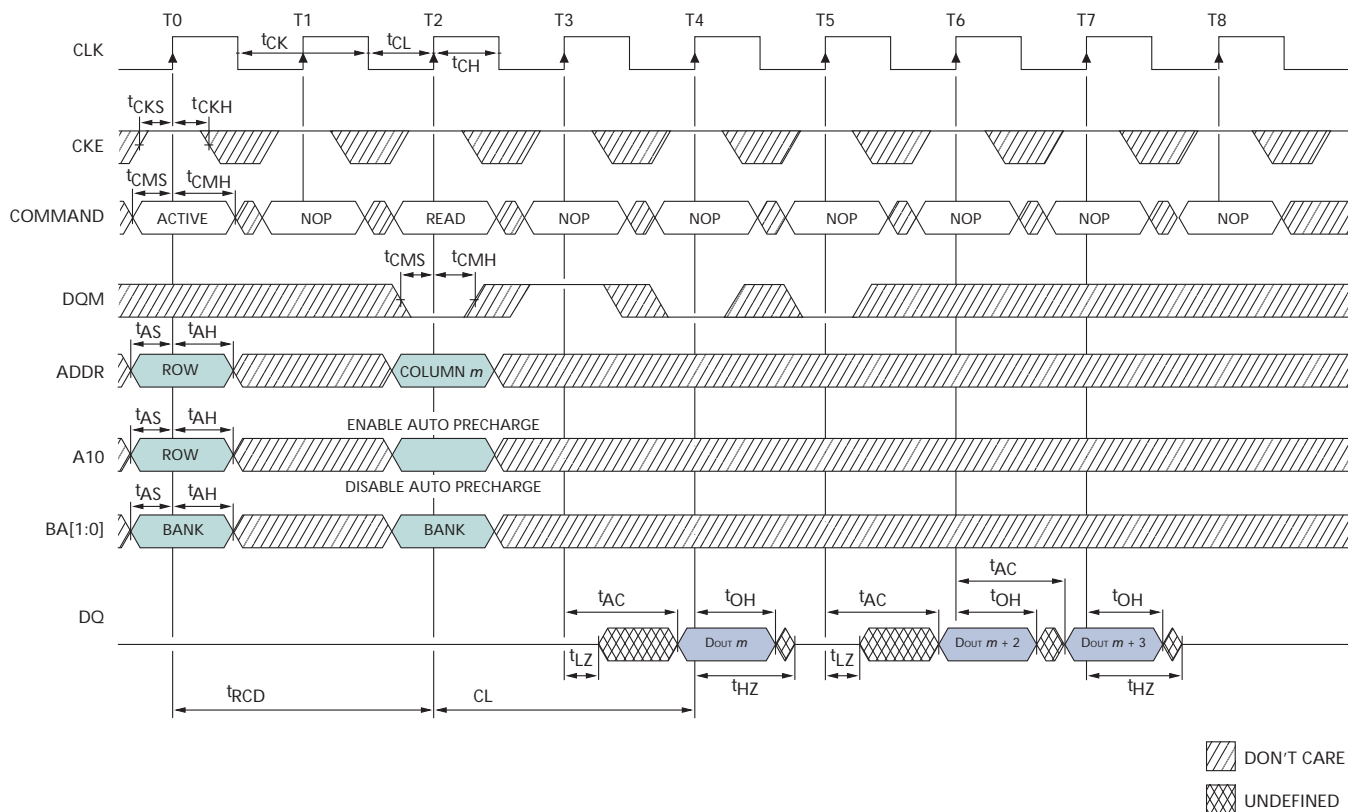 T0 T1 T2 T3 T4 T5 T6 T7 T8
CLK tCK tCL tCH
tCKS tCKH
CKE
tCMS tCMH
COMMAND ACTIVE NOP READ NOP NOP NOP NOP NOP NOP
tCMS tCMH
DQM
tAS tAH
ADDR ROW COLUMN m
tAS tAH ENABLE AUTO PRECHARGE
A10 ROW
DISABLE AUTO PRECHARGE
tAS tAH
BA[1:0] BANK BANK
tAC
tAC tOH tAC tOH tOH
DQ
DOUT m DOUT m + 2 DOUT m + 3
tLZ tHZ tLZ tHZ
tRCD CL
DON'T CARE
UNDEFINED